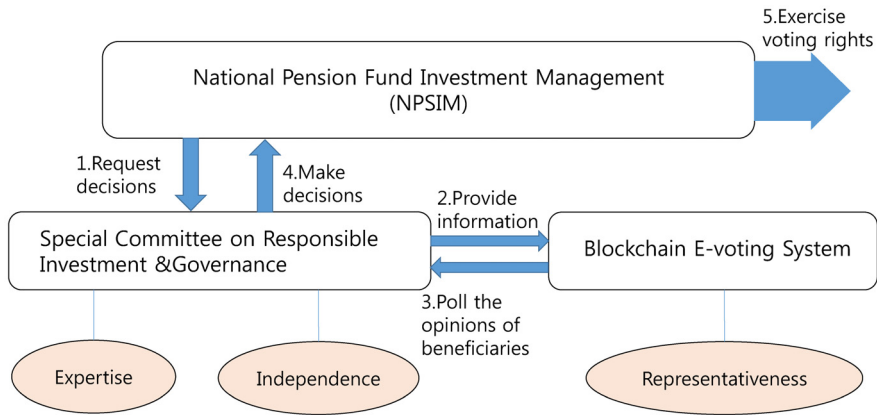 5.Exercise
voting rights
National Pension Fund Investment Management
(NPSIM)
1.Request
decisions
4.Make
decisions
2.Provide
information
Special Committee on Responsible
Investment &Governance
Blockchain E-voting System
3.Poll the
opinions of
beneficiaries
Expertise
Independence
Representativeness